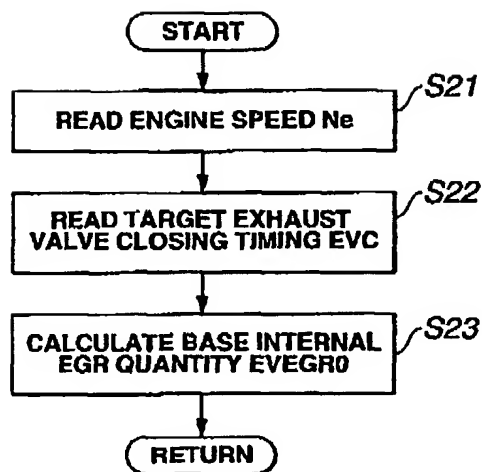 START
S21
READ ENGINE SPEED Ne
S22
READ TARGET EXHAUST
VALVE CLOSING TIMING EVC
S23
CALCULATE BASE INTERNAL
EGR QUANTITY EVEGR0
RETURN